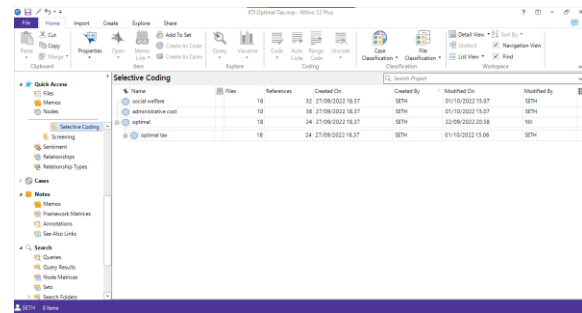 KTI-Optimal Tax.nvp - NVivo 12 Plus
File Home Import Create Explore Share
Paste Cut Copy Merge Properties Open Memo Link Add To Set Create As Code Create As Cases Query Visualize Code Auto Code Range Code Uncode Case Classification File Classification Detail View Sort By Undock Navigation View List View Find
Clipboard Item Explore Coding Classification Workspace
Quick Access
Files
Memos
Nodes
Selective Coding
Screening
Sentiment
Relationships
Relationship Types
Cases
Notes
Memos
Framework Matrices
Annotations
See Also Links
Search
Queries
Query Results
Node Matrices
Sets
Search Folders
Selective Coding Search Project
Name Files References Created On Created By Modified On Modified By
social welfare 18 32 27/09/2022 18.37 SETH 01/10/2022 15.07 SETH
administrative cost 10 38 27/09/2022 18.37 SETH 01/10/2022 15.07 SETH
optimal 18 24 27/09/2022 18.37 SETH 22/09/2022 20.58 NV
optimal tax 18 24 27/09/2022 18.37 SETH 01/10/2022 15.06 SETH
SETH 8 Items